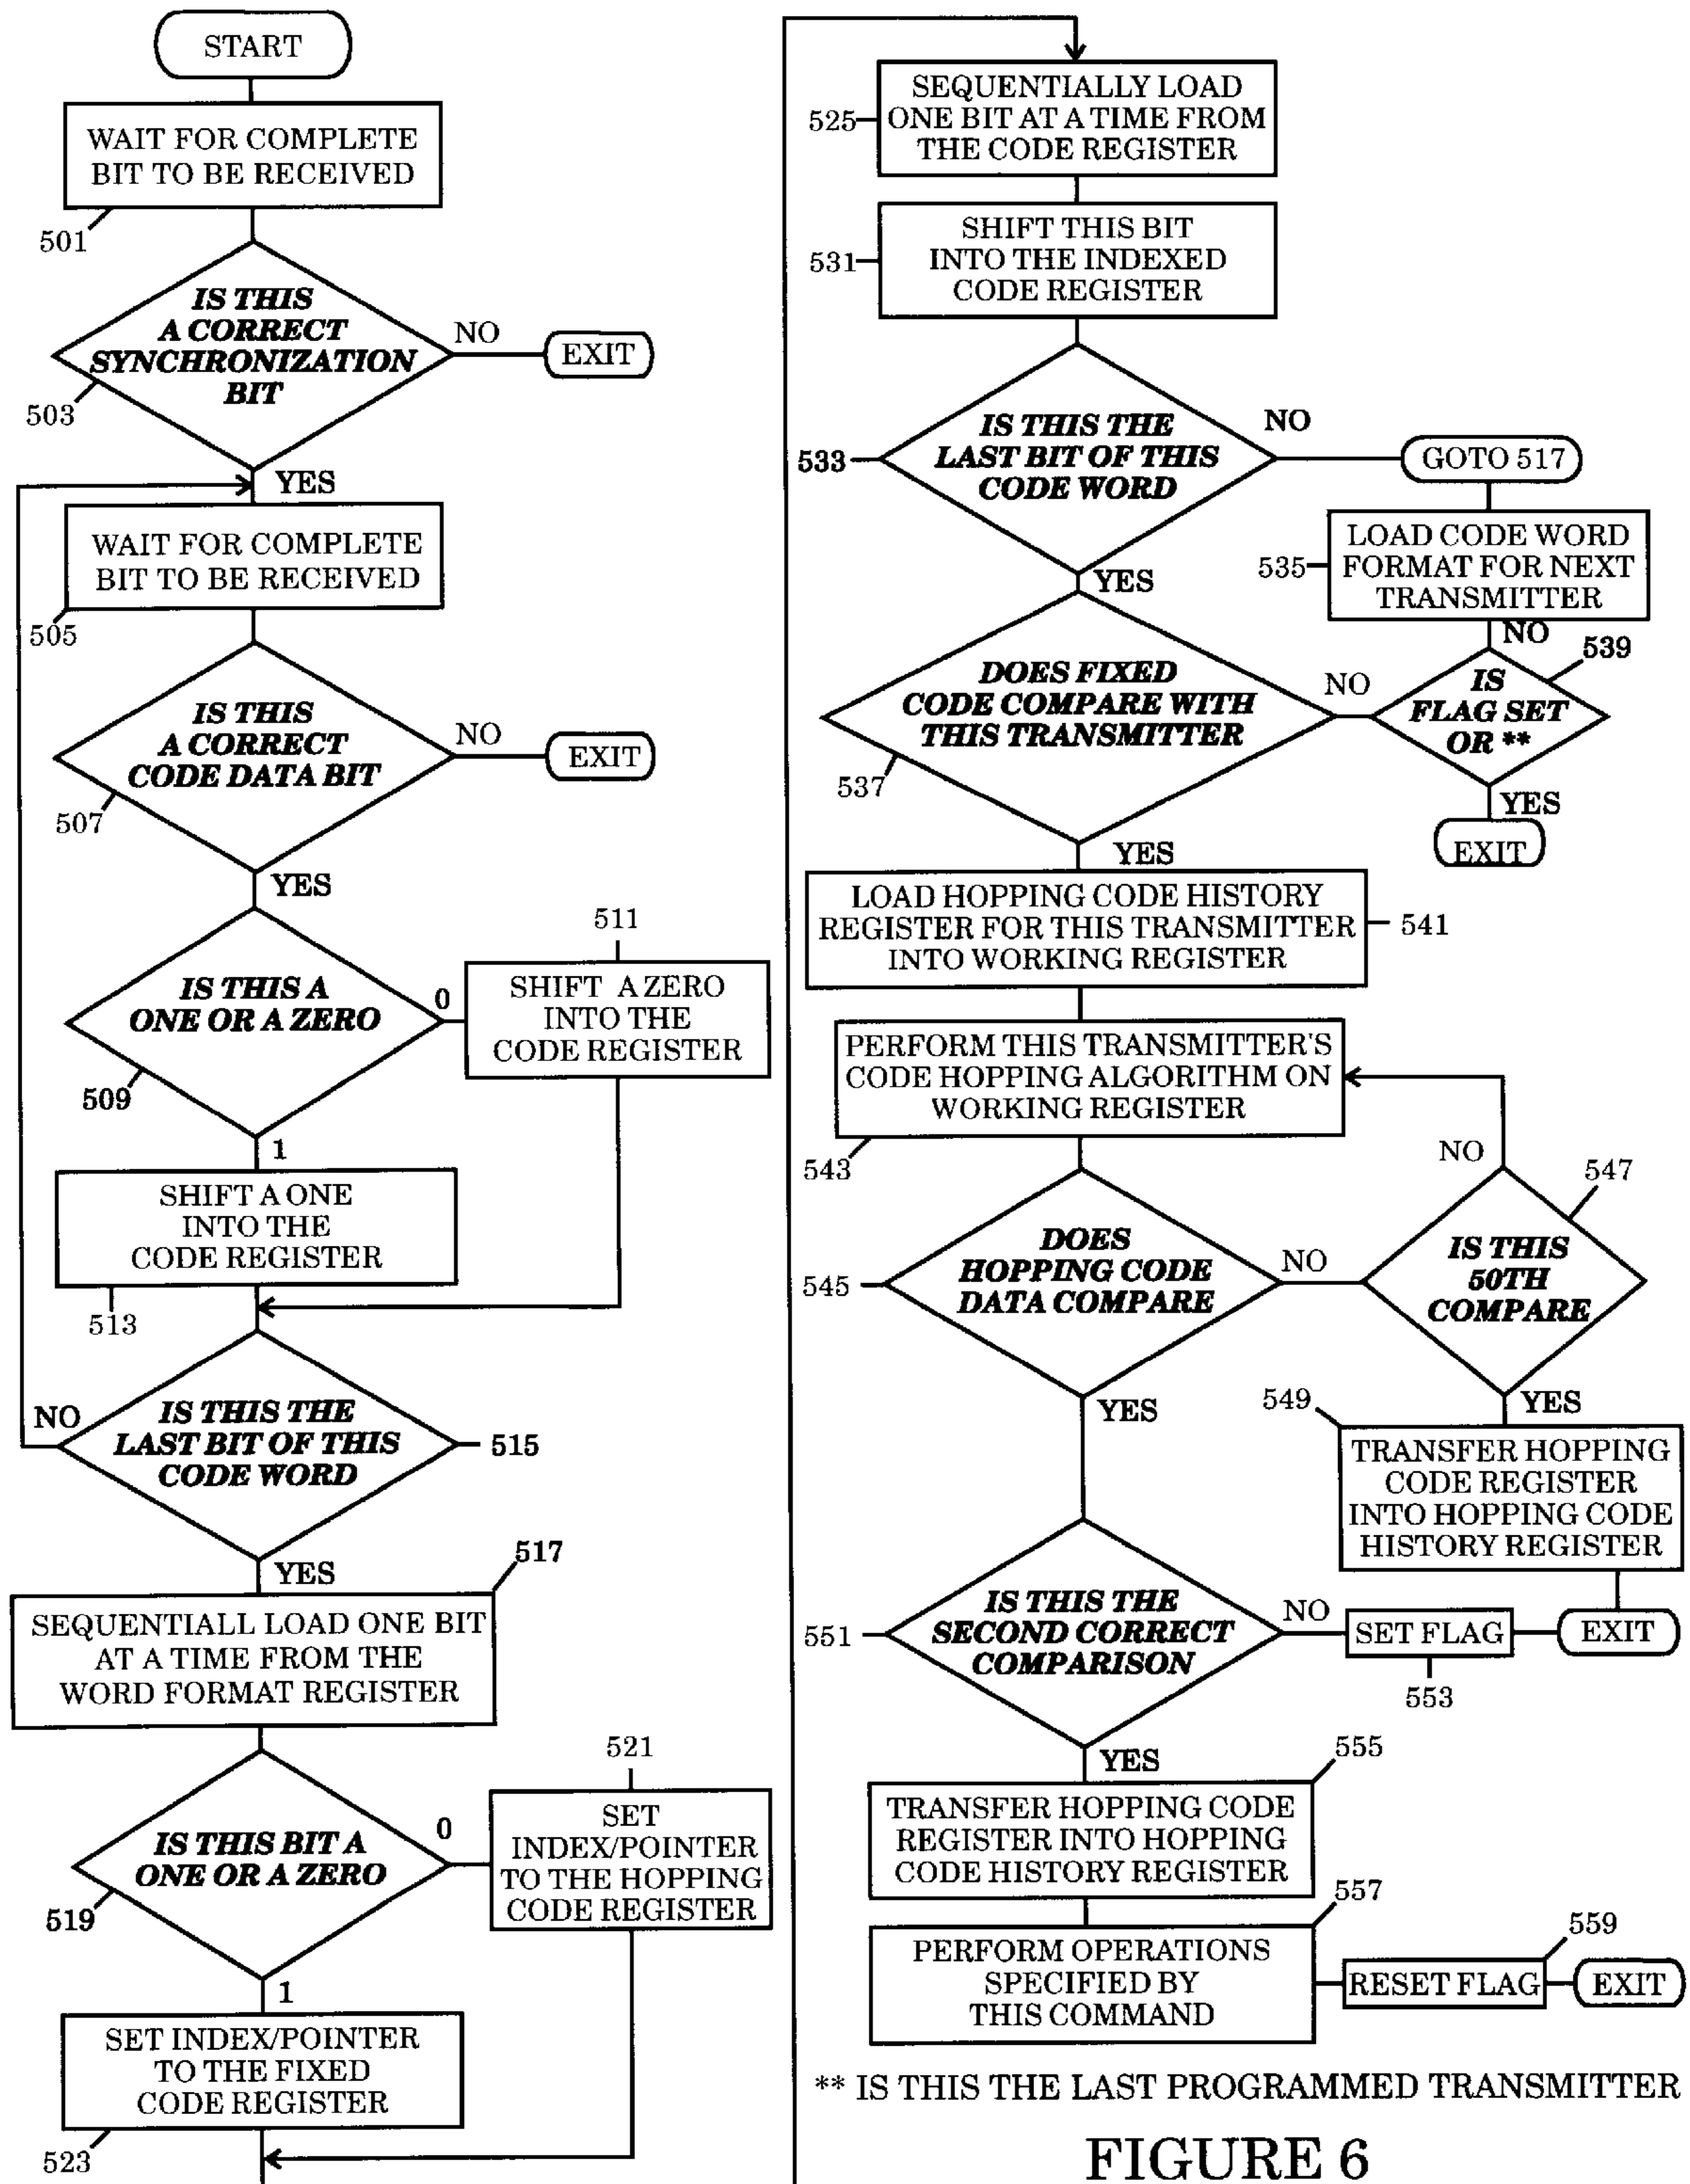 START
WAIT FOR COMPLETE
BIT TO BE RECEIVED
501
IS THIS
A CORRECT
SYNCHRONIZATION
BIT
NO
EXIT
503
YES
WAIT FOR COMPLETE
BIT TO BE RECEIVED
505
IS THIS
A CORRECT
CODE DATA BIT
NO
EXIT
507
YES
IS THIS A
ONE OR A ZERO
0
511
SHIFT A ZERO
INTO THE
CODE REGISTER
509
1
SHIFT A ONE
INTO THE
CODE REGISTER
513
NO
IS THIS THE
LAST BIT OF THIS
CODE WORD
515
YES
517
SEQUENTIALL LOAD ONE BIT
AT A TIME FROM THE
WORD FORMAT REGISTER
IS THIS BIT A
ONE OR A ZERO
0
521
SET
INDEX/POINTER
TO THE HOPPING
CODE REGISTER
519
1
SET INDEX/POINTER
TO THE FIXED
CODE REGISTER
523
525
SEQUENTIALLY LOAD
ONE BIT AT A TIME FROM
THE CODE REGISTER
531
SHIFT THIS BIT
INTO THE INDEXED
CODE REGISTER
533
IS THIS THE
LAST BIT OF THIS
CODE WORD
NO
GOTO 517
535
LOAD CODE WORD
FORMAT FOR NEXT
TRANSMITTER
YES
NO
539
DOES FIXED
CODE COMPARE WITH
THIS TRANSMITTER
NO
IS
FLAG SET
OR **
537
YES
EXIT
YES
LOAD HOPPING CODE HISTORY
REGISTER FOR THIS TRANSMITTER
INTO WORKING REGISTER
541
PERFORM THIS TRANSMITTER'S
CODE HOPPING ALGORITHM ON
WORKING REGISTER
543
NO
547
545
DOES
HOPPING CODE
DATA COMPARE
NO
IS THIS
50TH
COMPARE
YES
549
YES
TRANSFER HOPPING
CODE REGISTER
INTO HOPPING CODE
HISTORY REGISTER
551
IS THIS THE
SECOND CORRECT
COMPARISON
NO
SET FLAG
EXIT
553
YES
555
TRANSFER HOPPING CODE
REGISTER INTO HOPPING
CODE HISTORY REGISTER
557
PERFORM OPERATIONS
SPECIFIED BY
THIS COMMAND
559
RESET FLAG
EXIT
** IS THIS THE LAST PROGRAMMED TRANSMITTER
FIGURE 6